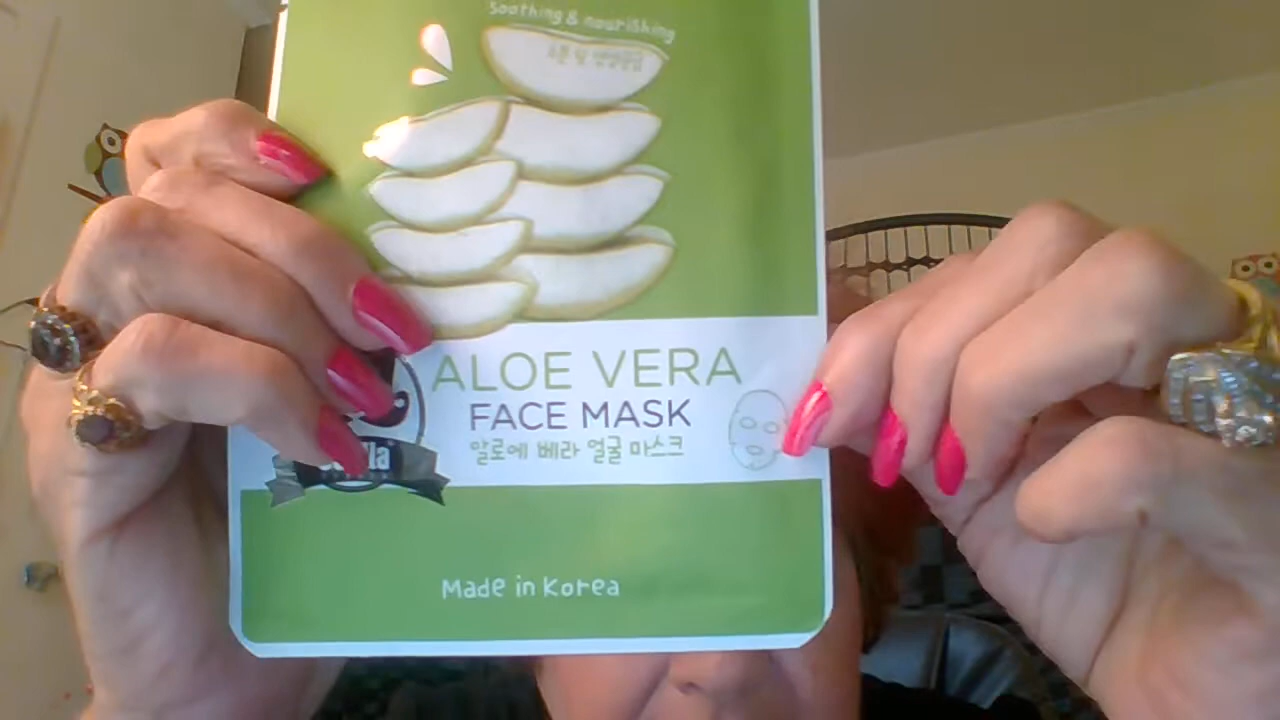 Soothing & nourishing
ALOE VERA
FACE MASK
알로에 베라 얼굴 마스크
Made in Korea